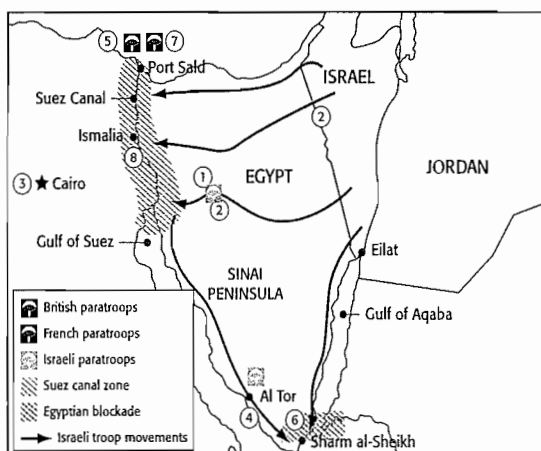 5
7
Port Saïd
ISRAEL
Suez Canal
2
Ismalia
8
EGYPT
JORDAN
3
Cairo
1
2
Gulf of Suez
Eilat
SINAI
PENINSULA
Gulf of Aqaba
British paratroops
French paratroops
Israeli paratroops
Suez canal zone
Egyptian blockade
Israeli troop movements
Al Tor
4
6
Sharm al-Sheikh